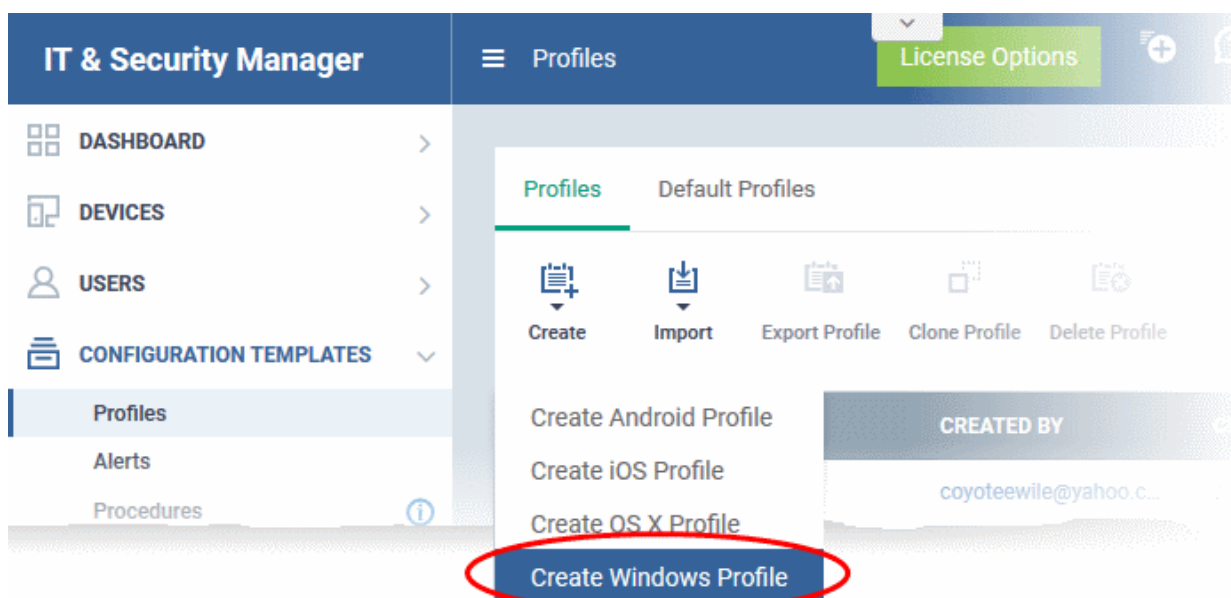 IT & Security Manager
Profiles
License Options
DASHBOARD
DEVICES
USERS
CONFIGURATION TEMPLATES
Profiles
Alerts
Procedures
Profiles Default Profiles
Create Import Export Profile Clone Profile Delete Profile
Create Android Profile
Create iOS Profile
Create OS X Profile
Create Windows Profile
CREATED BY
coyoteewile@yahoo.c...